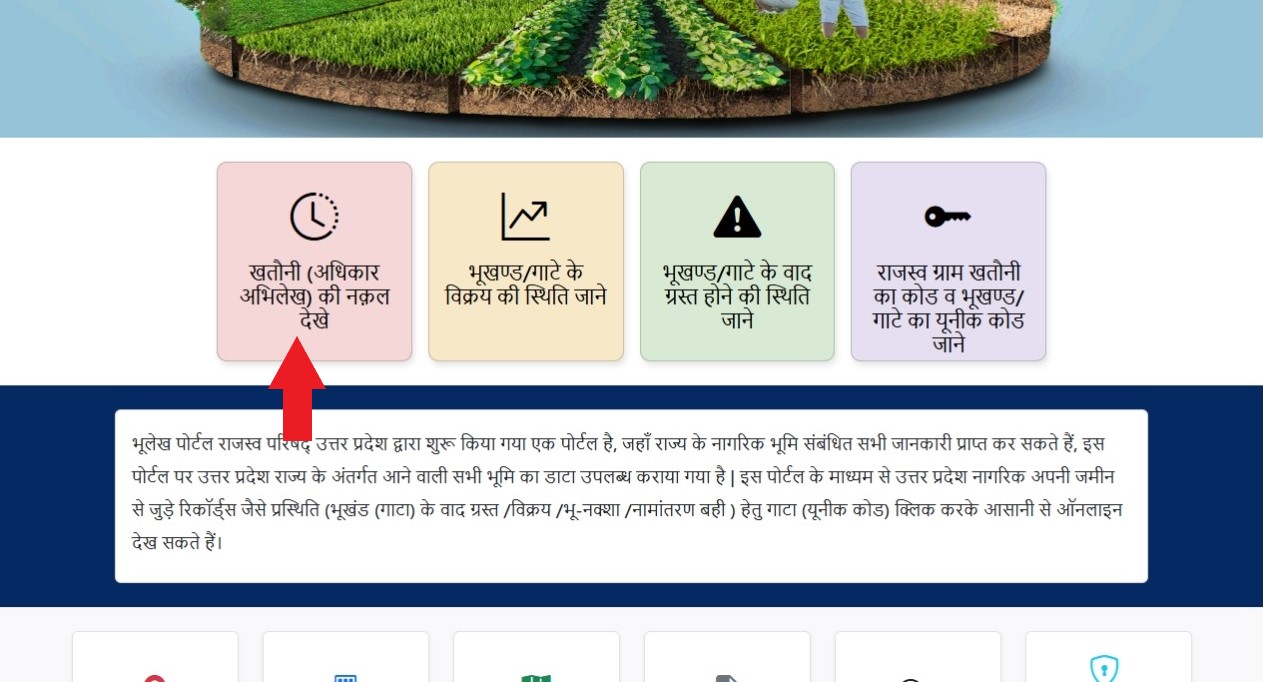 खतौनी (अधिकार
अभिलेख) की नक़ल
देखे
भूखण्ड/गाटे के
विक्रय की स्थिति जाने
भूखण्ड/गाटे के वाद
ग्रस्त होने की स्थिति
जाने
राजस्व ग्राम खतौनी
का कोड व भूखण्ड/
गाटे का यूनीक कोड
जाने
भूलेख पोर्टल राजस्व परिषद् उत्तर प्रदेश द्वारा शुरू किया गया एक पोर्टल है, जहाँ राज्य के नागरिक भूमि संबंधित सभी जानकारी प्राप्त कर सकते हैं, इस
पोर्टल पर उत्तर प्रदेश राज्य के अंतर्गत आने वाली सभी भूमि का डाटा उपलब्ध कराया गया है | इस पोर्टल के माध्यम से उत्तर प्रदेश नागरिक अपनी जमीन
से जुड़े रिकॉर्ड्स जैसे प्रस्थिति (भूखंड (गाटा) के वाद ग्रस्त /विक्रय /भू-नक्शा /नामांतरण बही ) हेतु गाटा (यूनीक कोड) क्लिक करके आसानी से ऑनलाइन
देख सकते हैं।